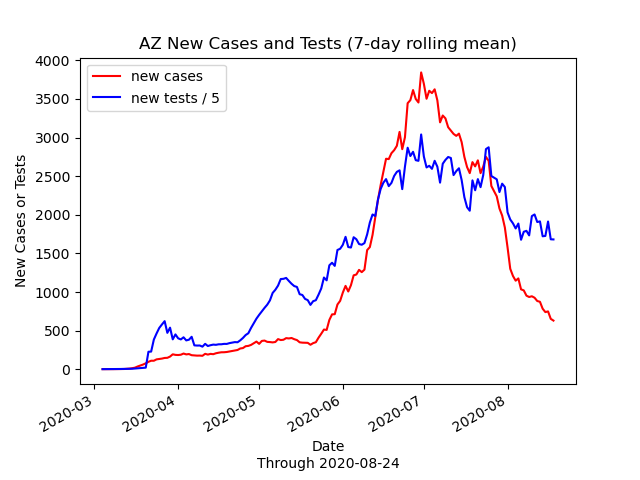 AZ New Cases and Tests (7-day rolling mean)
new cases
new tests / 5
New Cases or Tests
4000
3500
3000
2500
2000
1500
1000
500
0
2020-03
2020-04
2020-05
2020-06
2020-07
2020-08
Date
Through 2020-08-24